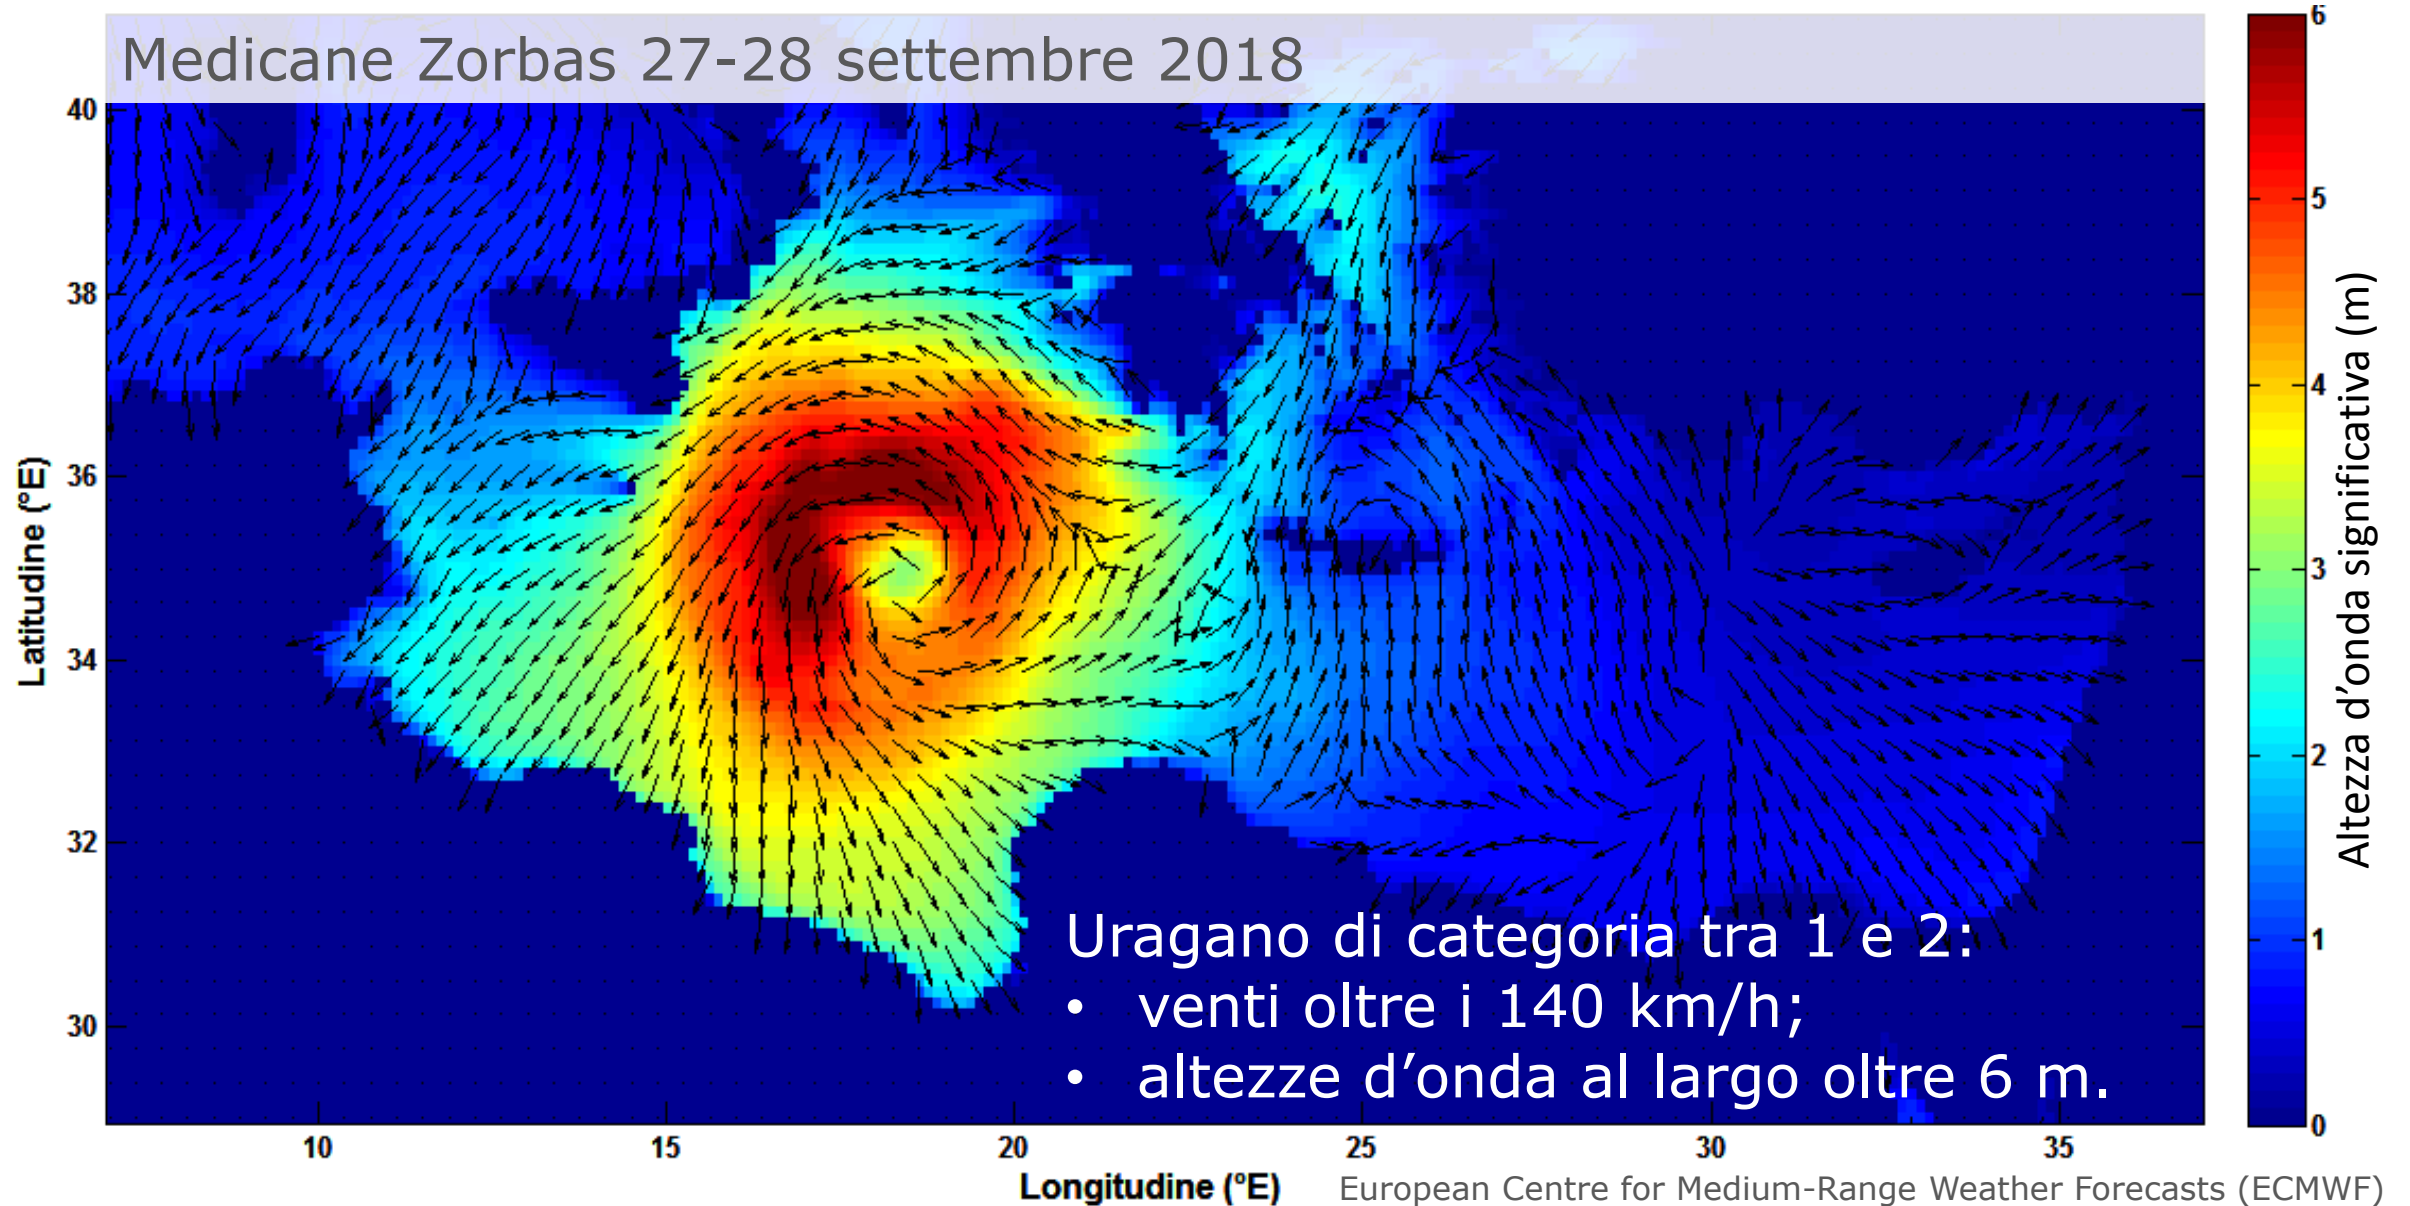 Medicane Zorbas 27-28 settembre 2018
6
5
4
3
2
1
0
Altezza d’onda significativa (m)
40
38
36
34
32
30
Latitudine (°E)
Uragano di categoria tra 1 e 2:
• venti oltre i 140 km/h;
• altezze d’onda al largo oltre 6 m.
10 15 20 25 30 35
Longitudine (°E)
European Centre for Medium-Range Weather Forecasts (ECMWF)